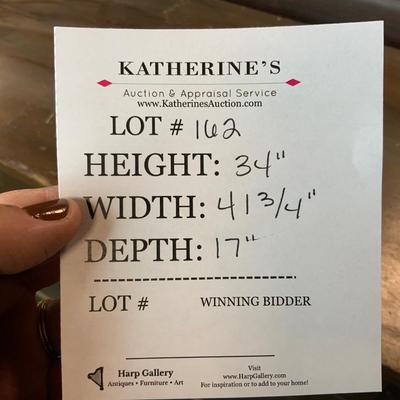 KATHERINE'S
Auction & Appraisal Service
www.KatherinesAuction.com
LOT # 162
HEIGHT: 34"
WIDTH: 41 3/4"
DEPTH: 17"
LOT # WINNING BIDDER
Harp Gallery
Antiques • Furniture • Art
Visit
www.HarpGallery.com
For inspiration or to add to your home!